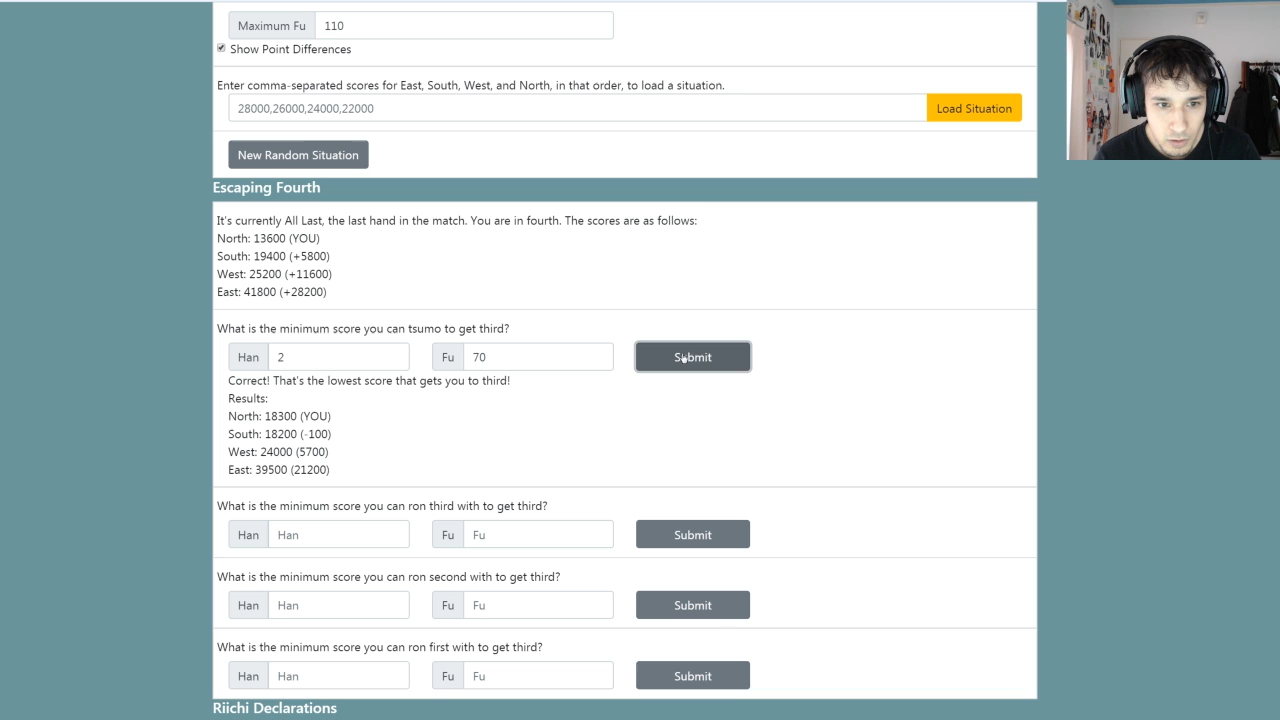 Maximum Fu 110
Show Point Differences
Enter comma-separated scores for East, South, West, and North, in that order, to load a situation.
28000,26000,24000,22000 Load Situation
New Random Situation
Escaping Fourth
It's currently All Last, the last hand in the match. You are in fourth. The scores are as follows:
North: 13600 (YOU)
South: 19400 (+5800)
West: 25200 (+11600)
East: 41800 (+28200)
What is the minimum score you can tsumo to get third?
Han 2 Fu 70 Submit
Correct! That's the lowest score that gets you to third!
Results:
North: 18300 (YOU)
South: 18200 (-100)
West: 24000 (5700)
East: 39500 (21200)
What is the minimum score you can ron third with to get third?
Han Han Fu Fu Submit
What is the minimum score you can ron second with to get third?
Han Han Fu Fu Submit
What is the minimum score you can ron first with to get third?
Han Han Fu Fu Submit
Riichi Declarations